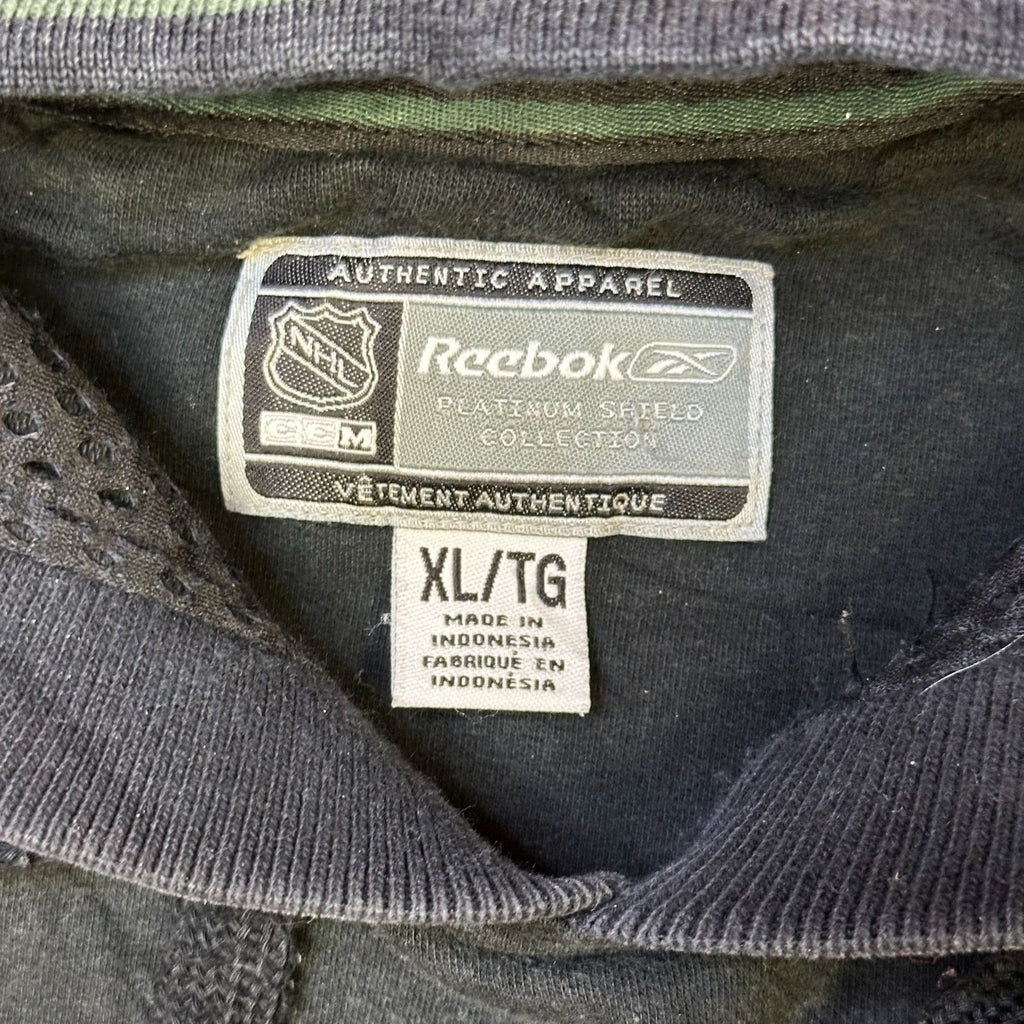 AUTHENTIC APPAREL
NHL
Reebok
PLATINUM SHIELD
COLLECTION
CCM
VÊTEMENT AUTHENTIQUE
XL/TG
MADE IN
INDONESIA
FABRIQUÉ EN
INDONÉSIA